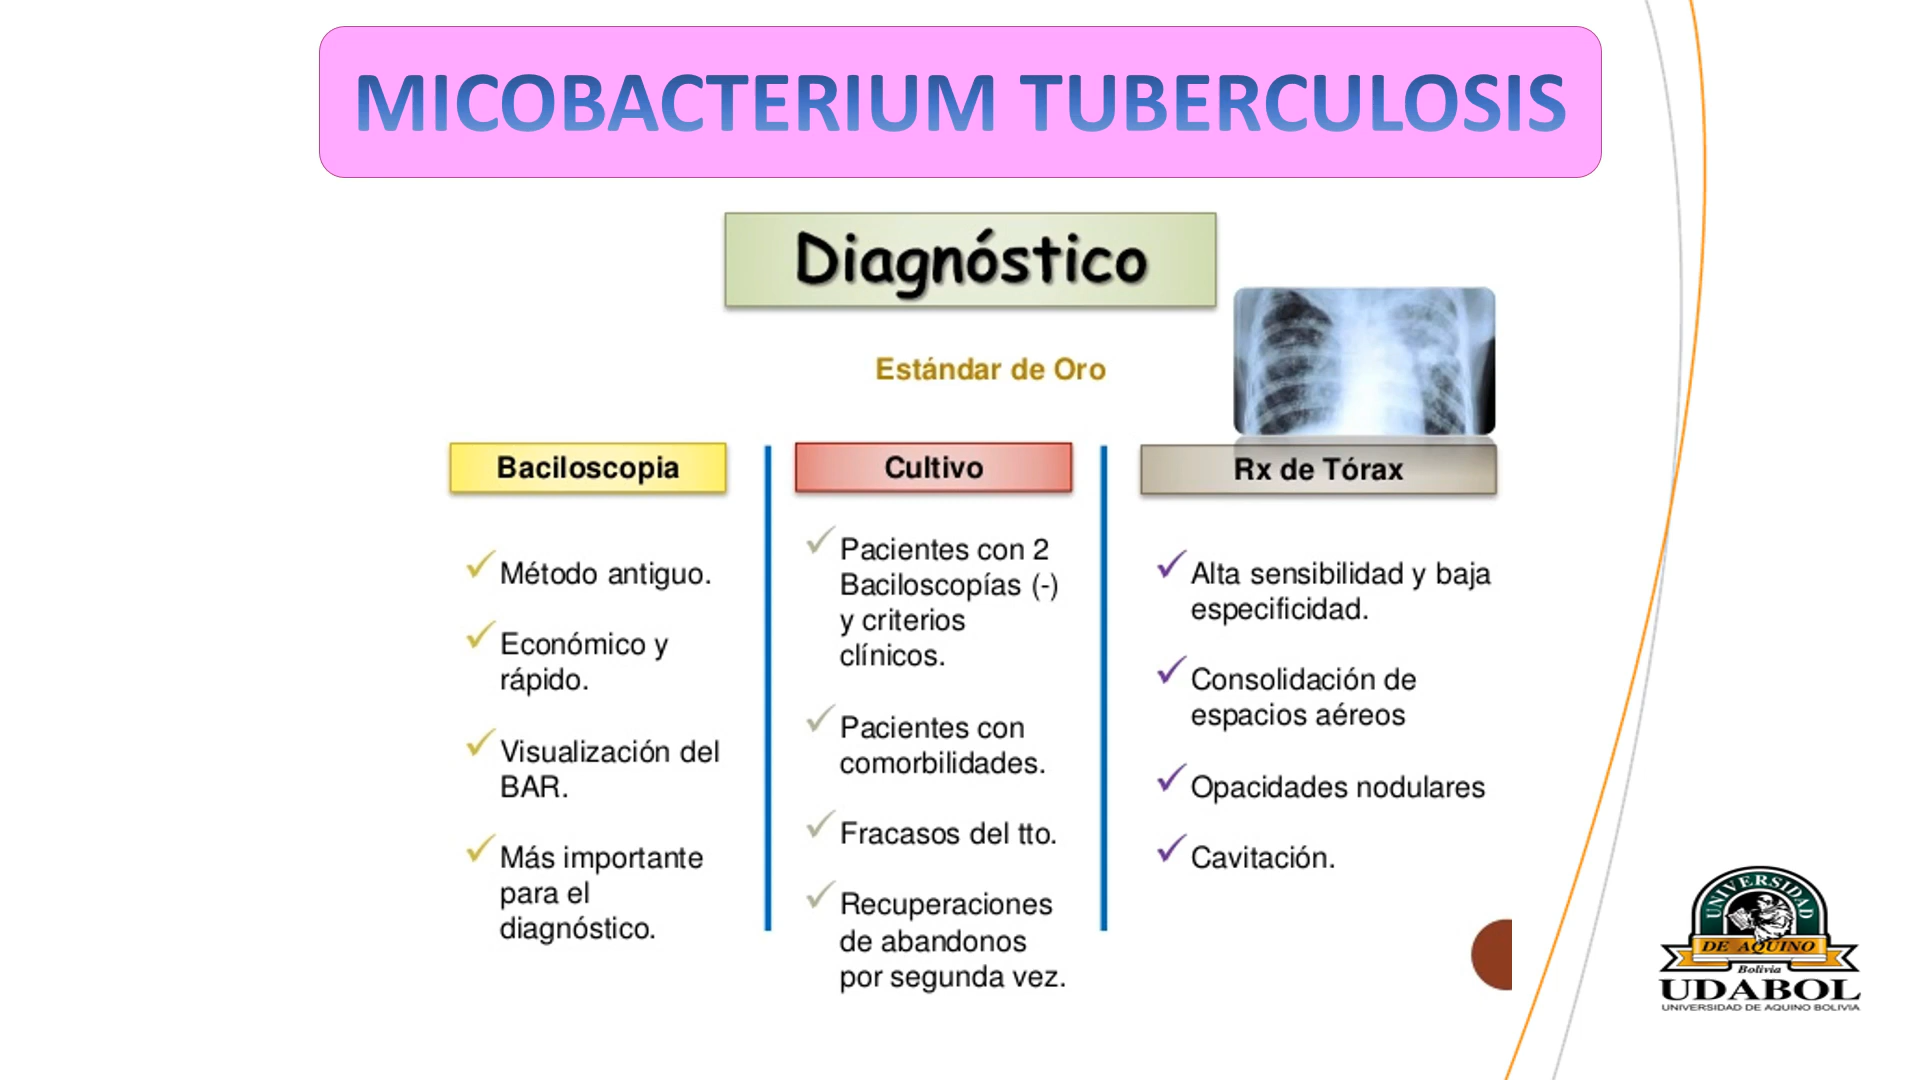 MICOBACTERIUM TUBERCULOSIS
Diagnóstico
Estándar de Oro
Baciloscopia
Método antiguo.
Económico y
rápido.
Visualización del
BAR.
Más importante
para el
diagnóstico.
Cultivo
Pacientes con 2
Baciloscopías (-)
y criterios
clínicos.
Pacientes con
comorbilidades.
Fracasos del tto.
Recuperaciones
de abandonos
por segunda vez.
Rx de Tórax
Alta sensibilidad y baja
especificidad.
Consolidación de
espacios aéreos
Opacidades nodulares
Cavitación.
UNIVERSIDAD
DE AQUINO
Bolivia
UDABOL
UNIVERSIDAD DE AQUINO BOLIVIA